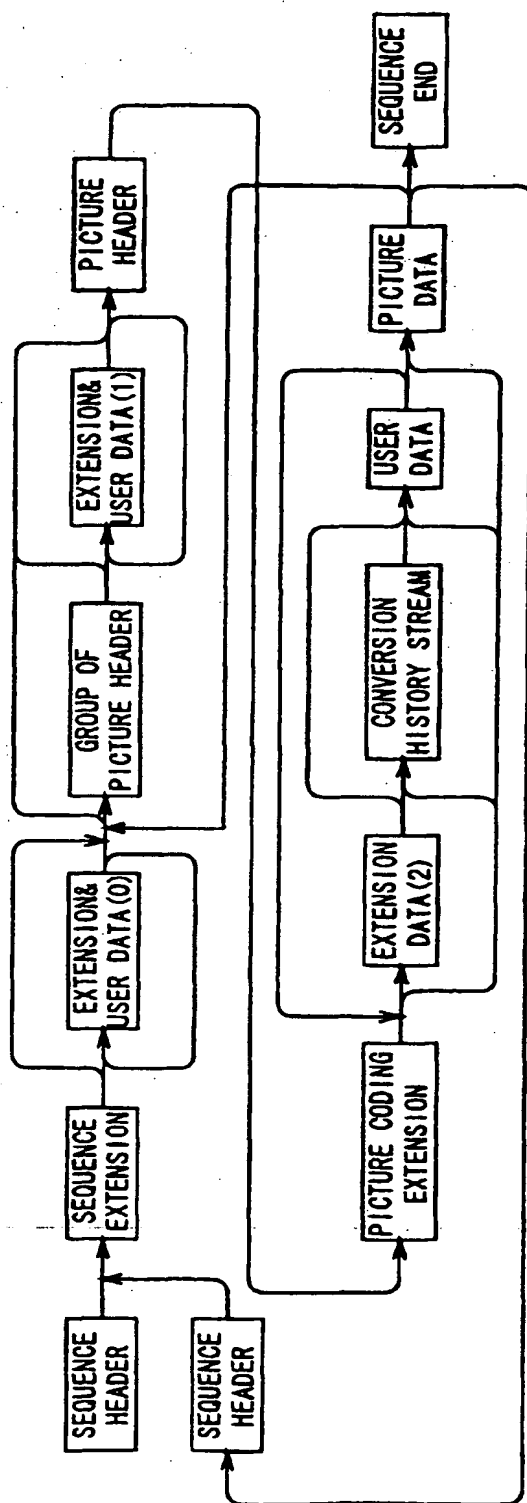 SEQUENCE
HEADER
SEQUENCE
HEADER
SEQUENCE
EXTENSION
EXTENSION&
USER DATA(0)
GROUP OF
PICTURE HEADER
EXTENSION&
USER DATA(1)
PICTURE
HEADER
PICTURE CODING
EXTENSION
EXTENSION
DATA(2)
CONVERSION
HISTORY STREAM
USER
DATA
PICTURE
DATA
SEQUENCE
END